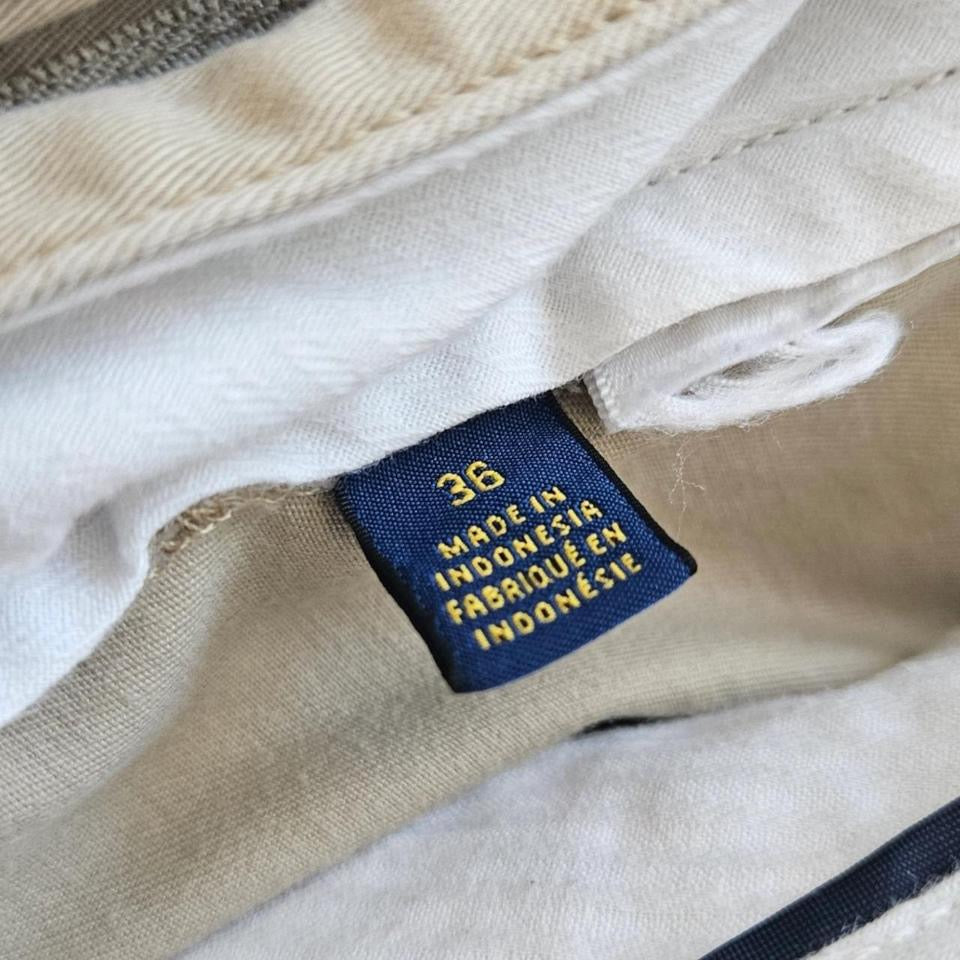 36
MADE IN
INDONESIA
FABRIQUÉ EN
INDONÉSIE